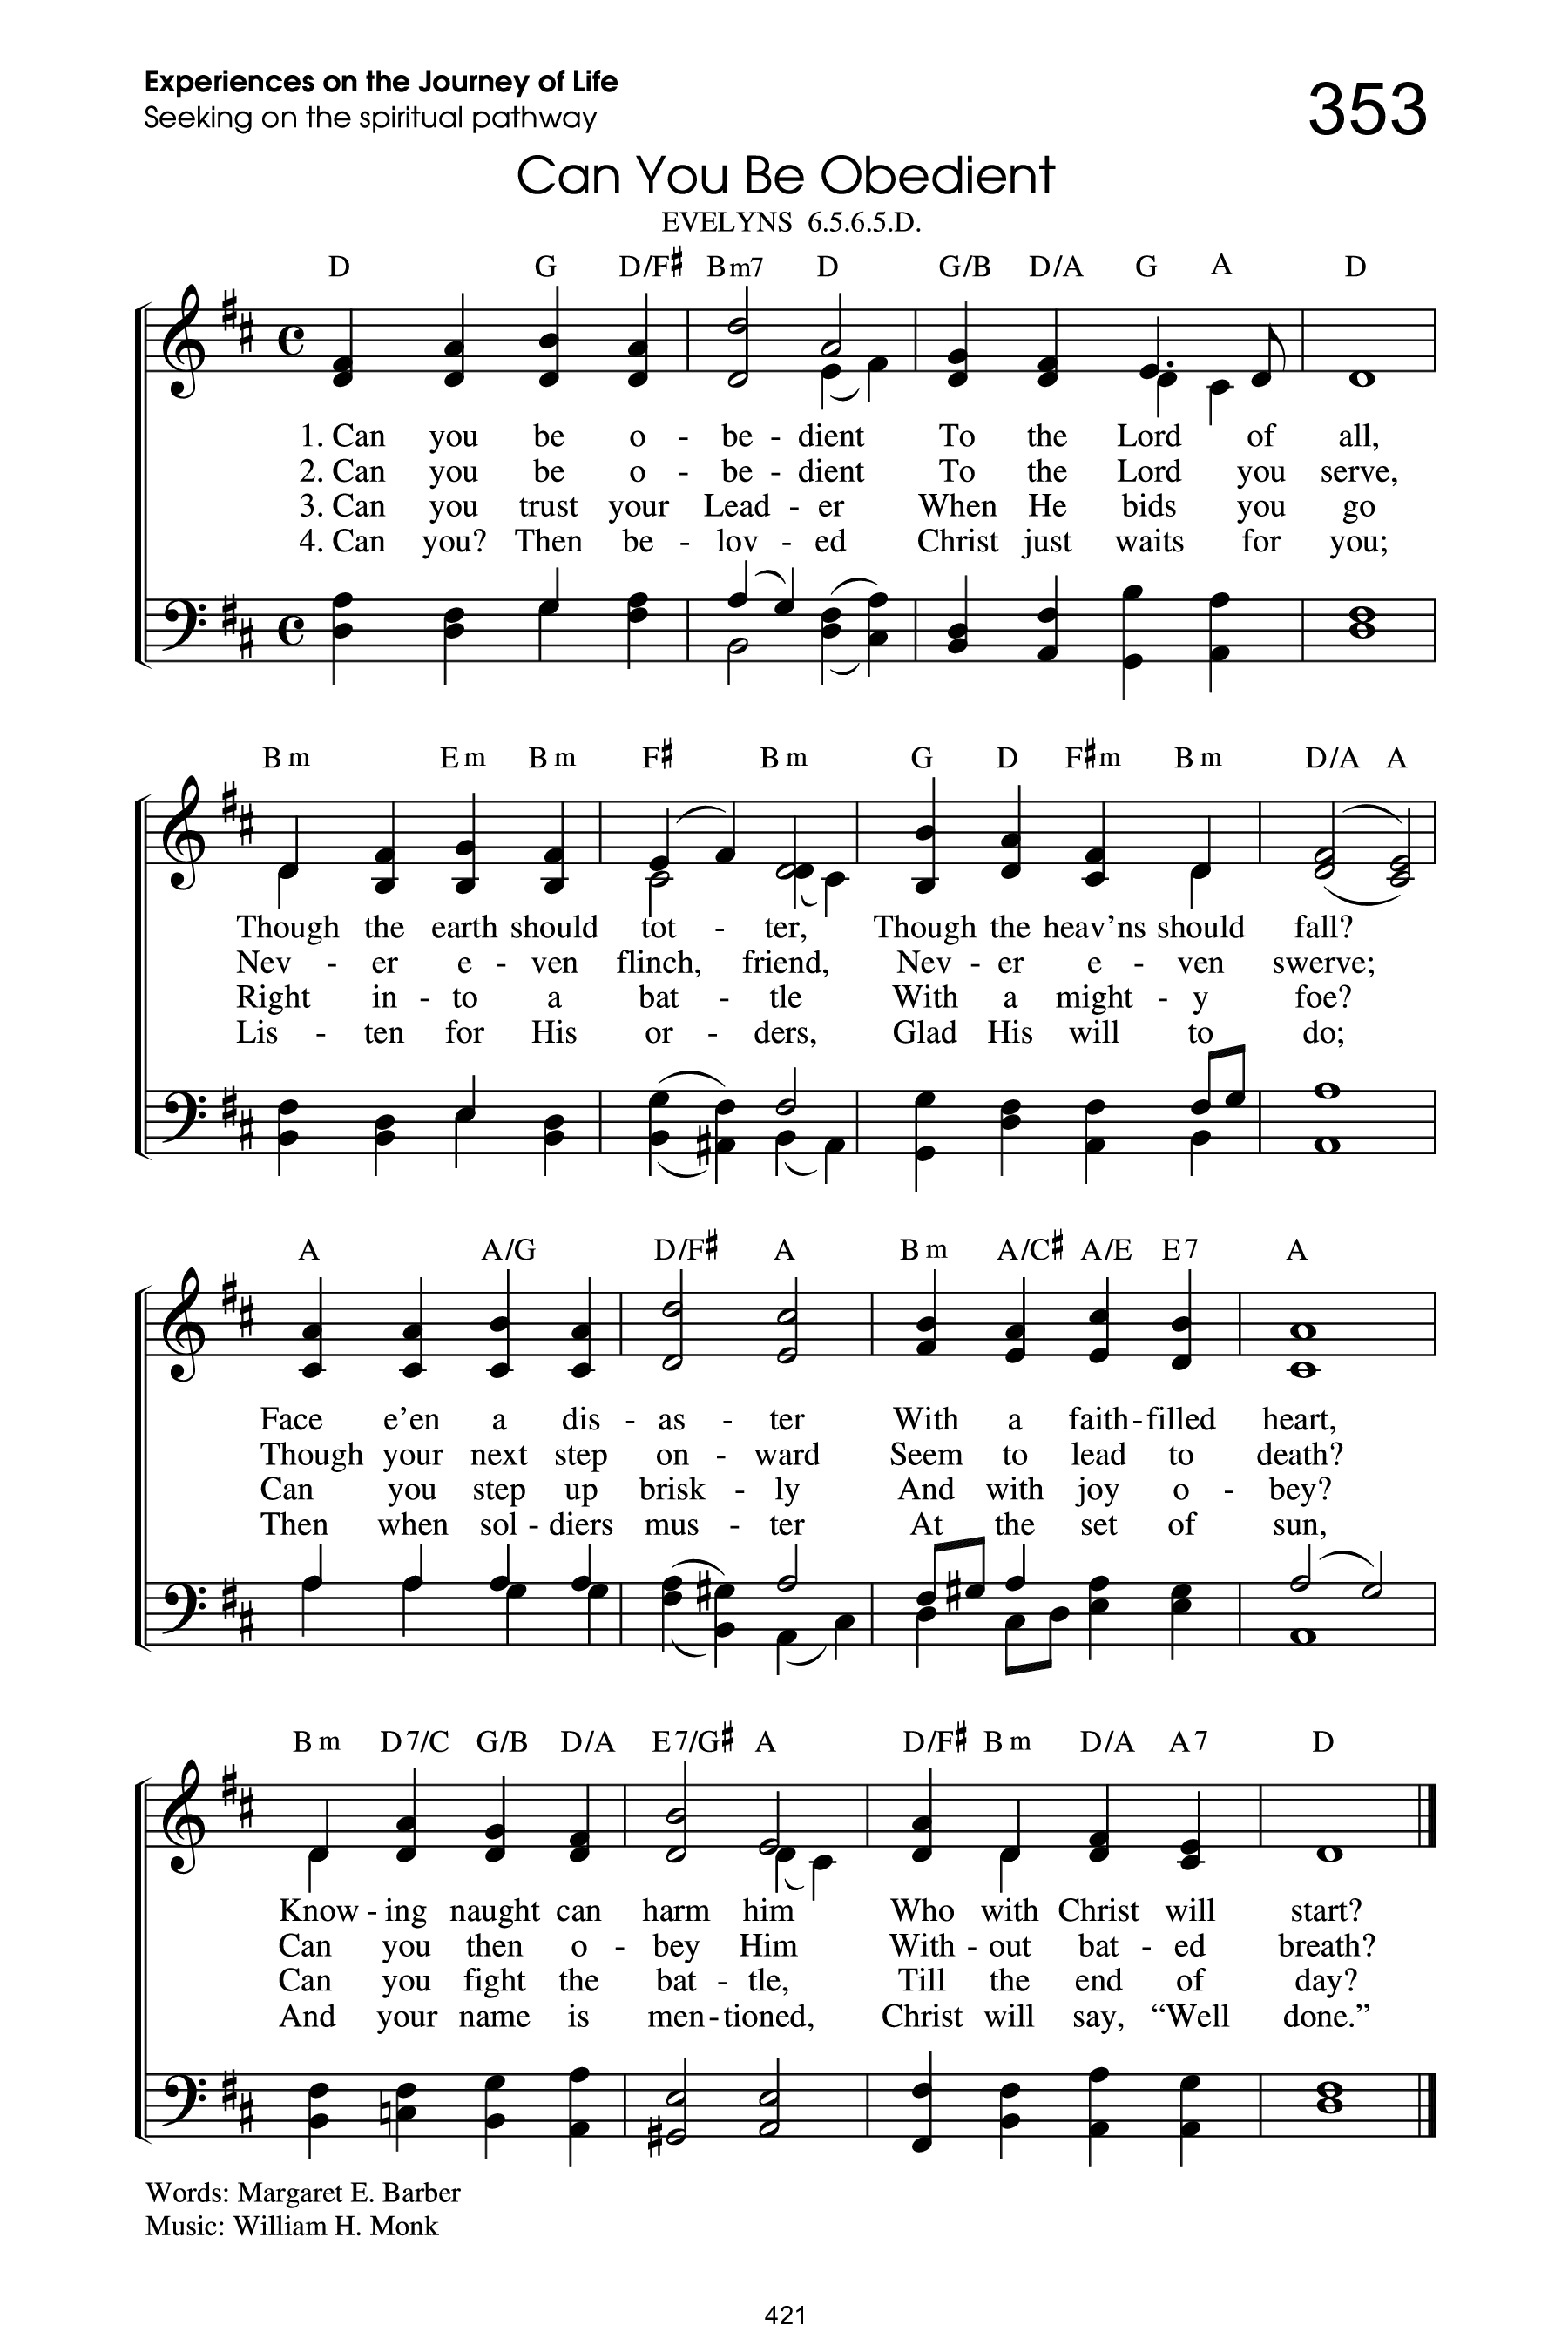 Experiences on the Journey of Life
Seeking on the spiritual pathway
353
Can You Be Obedient
EVELYNS 6.5.6.5.D.
D G D/F♯ Bm7 D G/B D/A G A D
1. Can you be o - be - dient To the Lord of all,
2. Can you be o - be - dient To the Lord you serve,
3. Can you trust your Lead - er When He bids you go
4. Can you? Then be - lov - ed Christ just waits for you;
Bm Em Bm F♯ Bm G D F♯m Bm D/A A
Though the earth should tot - ter, Though the heav’ns should fall?
Nev - er e - ven flinch, friend, Nev - er e - ven swerve;
Right in - to a bat - tle With a might - y foe?
Lis - ten for His or - ders, Glad His will to do;
A A/G D/F♯ A Bm A/C♯ A/E E7 A
Face e’en a dis - as - ter With a faith - filled heart,
Though your next step on - ward Seem to lead to death?
Can you step up brisk - ly And with joy o - bey?
Then when sol - diers mus - ter At the set of sun,
Bm D7/C G/B D/A E7/G♯ A D/F♯ Bm D/A A7 D
Know - ing naught can harm him Who with Christ will start?
Can you then o - bey Him With - out bat - ed breath?
Can you fight the bat - tle, Till the end of day?
And your name is men - tioned, Christ will say, “Well done.”
Words: Margaret E. Barber
Music: William H. Monk
421